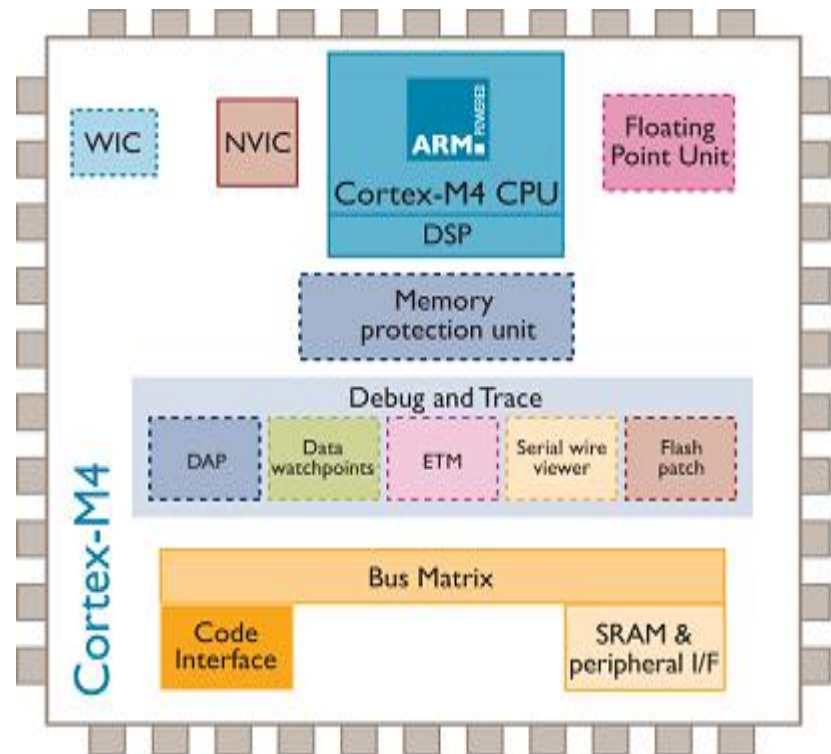 WIC
NVIC
ARM POWERED
Cortex-M4 CPU
DSP
Floating
Point Unit
Memory
protection unit
Debug and Trace
DAP
Data
watchpoints
ETM
Serial wire
viewer
Flash
patch
Cortex-M4
Bus Matrix
Code
Interface
SRAM &
peripheral I/F